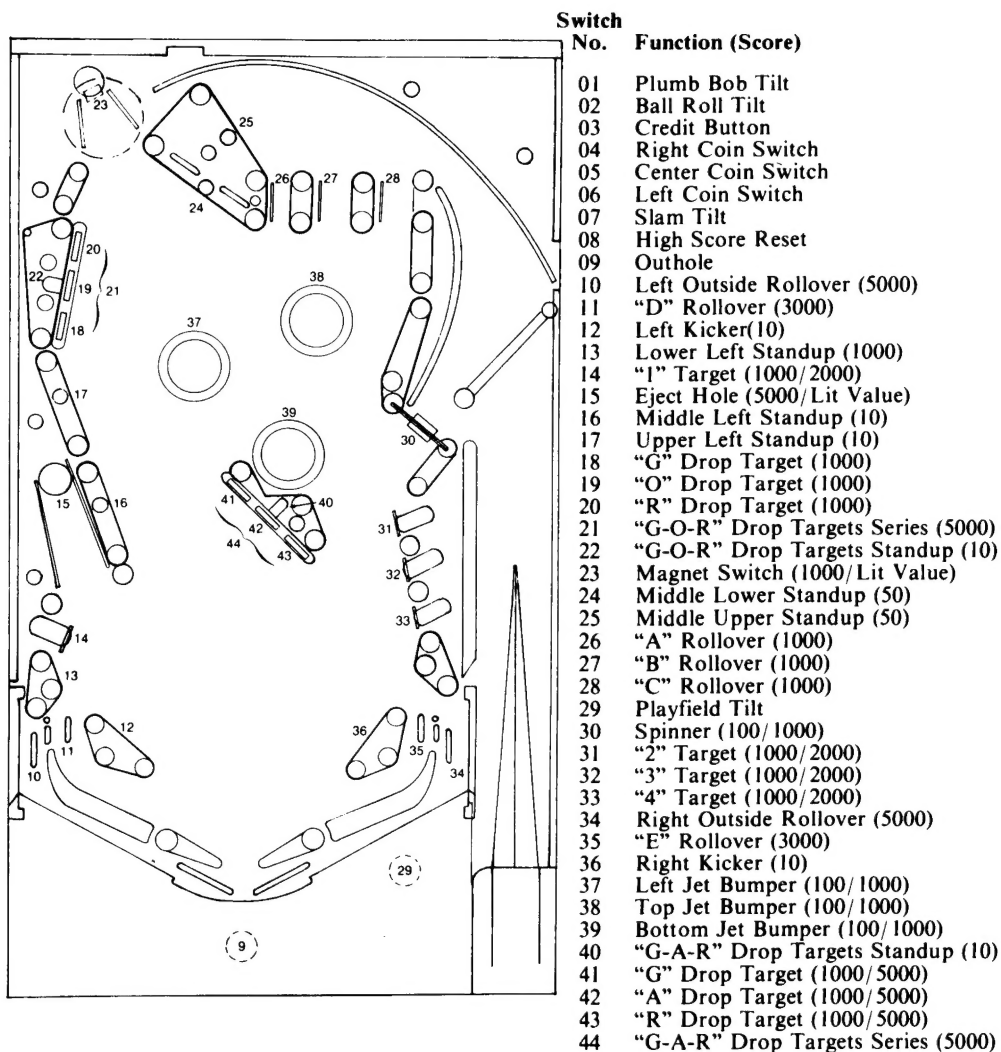 Switch
No. Function (Score)
01 Plumb Bob Tilt
02 Ball Roll Tilt
03 Credit Button
04 Right Coin Switch
05 Center Coin Switch
06 Left Coin Switch
07 Slam Tilt
08 High Score Reset
09 Outhole
10 Left Outside Rollover (5000)
11 “D” Rollover (3000)
12 Left Kicker(10)
13 Lower Left Standup (1000)
14 “1” Target (1000/2000)
15 Eject Hole (5000/Lit Value)
16 Middle Left Standup (10)
17 Upper Left Standup (10)
18 “G” Drop Target (1000)
19 “O” Drop Target (1000)
20 “R” Drop Target (1000)
21 “G-O-R” Drop Targets Series (5000)
22 “G-O-R” Drop Targets Standup (10)
23 Magnet Switch (1000/Lit Value)
24 Middle Lower Standup (50)
25 Middle Upper Standup (50)
26 “A” Rollover (1000)
27 “B” Rollover (1000)
28 “C” Rollover (1000)
29 Playfield Tilt
30 Spinner (100/1000)
31 “2” Target (1000/2000)
32 “3” Target (1000/2000)
33 “4” Target (1000/2000)
34 Right Outside Rollover (5000)
35 “E” Rollover (3000)
36 Right Kicker (10)
37 Left Jet Bumper (100/1000)
38 Top Jet Bumper (100/1000)
39 Bottom Jet Bumper (100/1000)
40 “G-A-R” Drop Targets Standup (10)
41 “G” Drop Target (1000/5000)
42 “A” Drop Target (1000/5000)
43 “R” Drop Target (1000/5000)
44 “G-A-R” Drop Targets Series (5000)
23
25
26
27
28
24
20
22
19
21
18
38
37
17
39
30
15
16
41
40
42
31
44
43
32
33
14
13
12
36
11
35
10
34
29
9